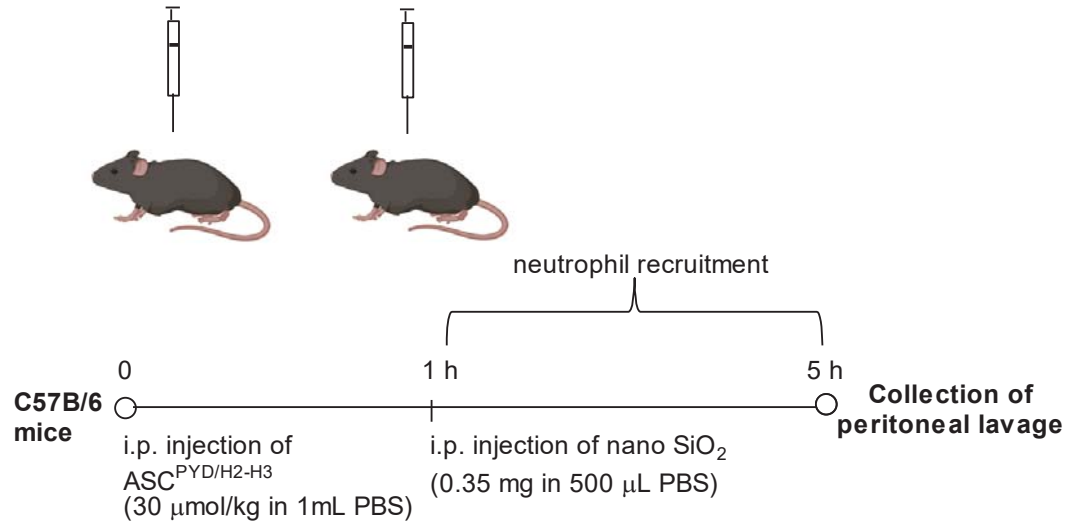 neutrophil recruitment
0
1 h
5 h
C57B/6
mice
Collection of
peritoneal lavage
i.p. injection of
ASC^PYD/H2-H3
(30 μmol/kg in 1mL PBS)
i.p. injection of nano SiO₂
(0.35 mg in 500 μL PBS)